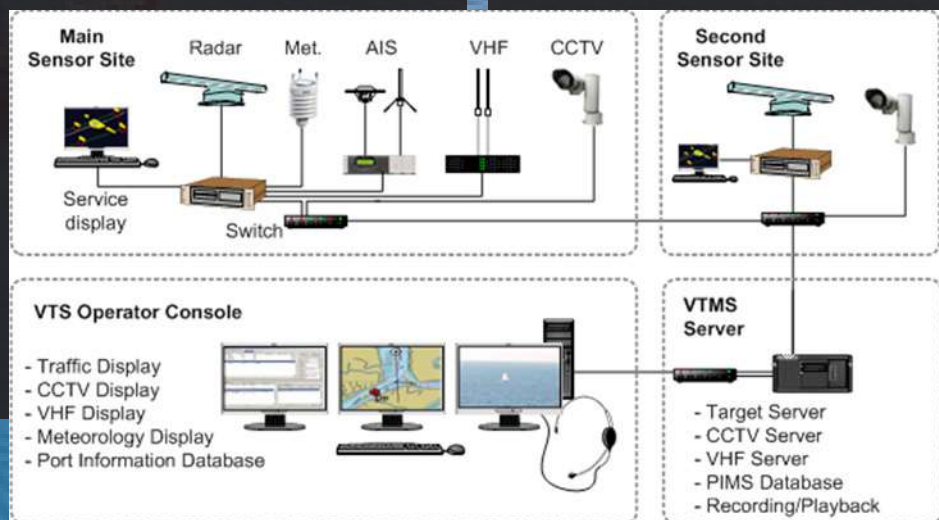 Main
Sensor Site
Radar
Met.
AIS
VHF
CCTV
Service
display
Switch
Second
Sensor Site
VTS Operator Console
- Traffic Display
- CCTV Display
- VHF Display
- Meteorology Display
- Port Information Database
VTMS
Server
- Target Server
- CCTV Server
- VHF Server
- PIMS Database
- Recording/Playback